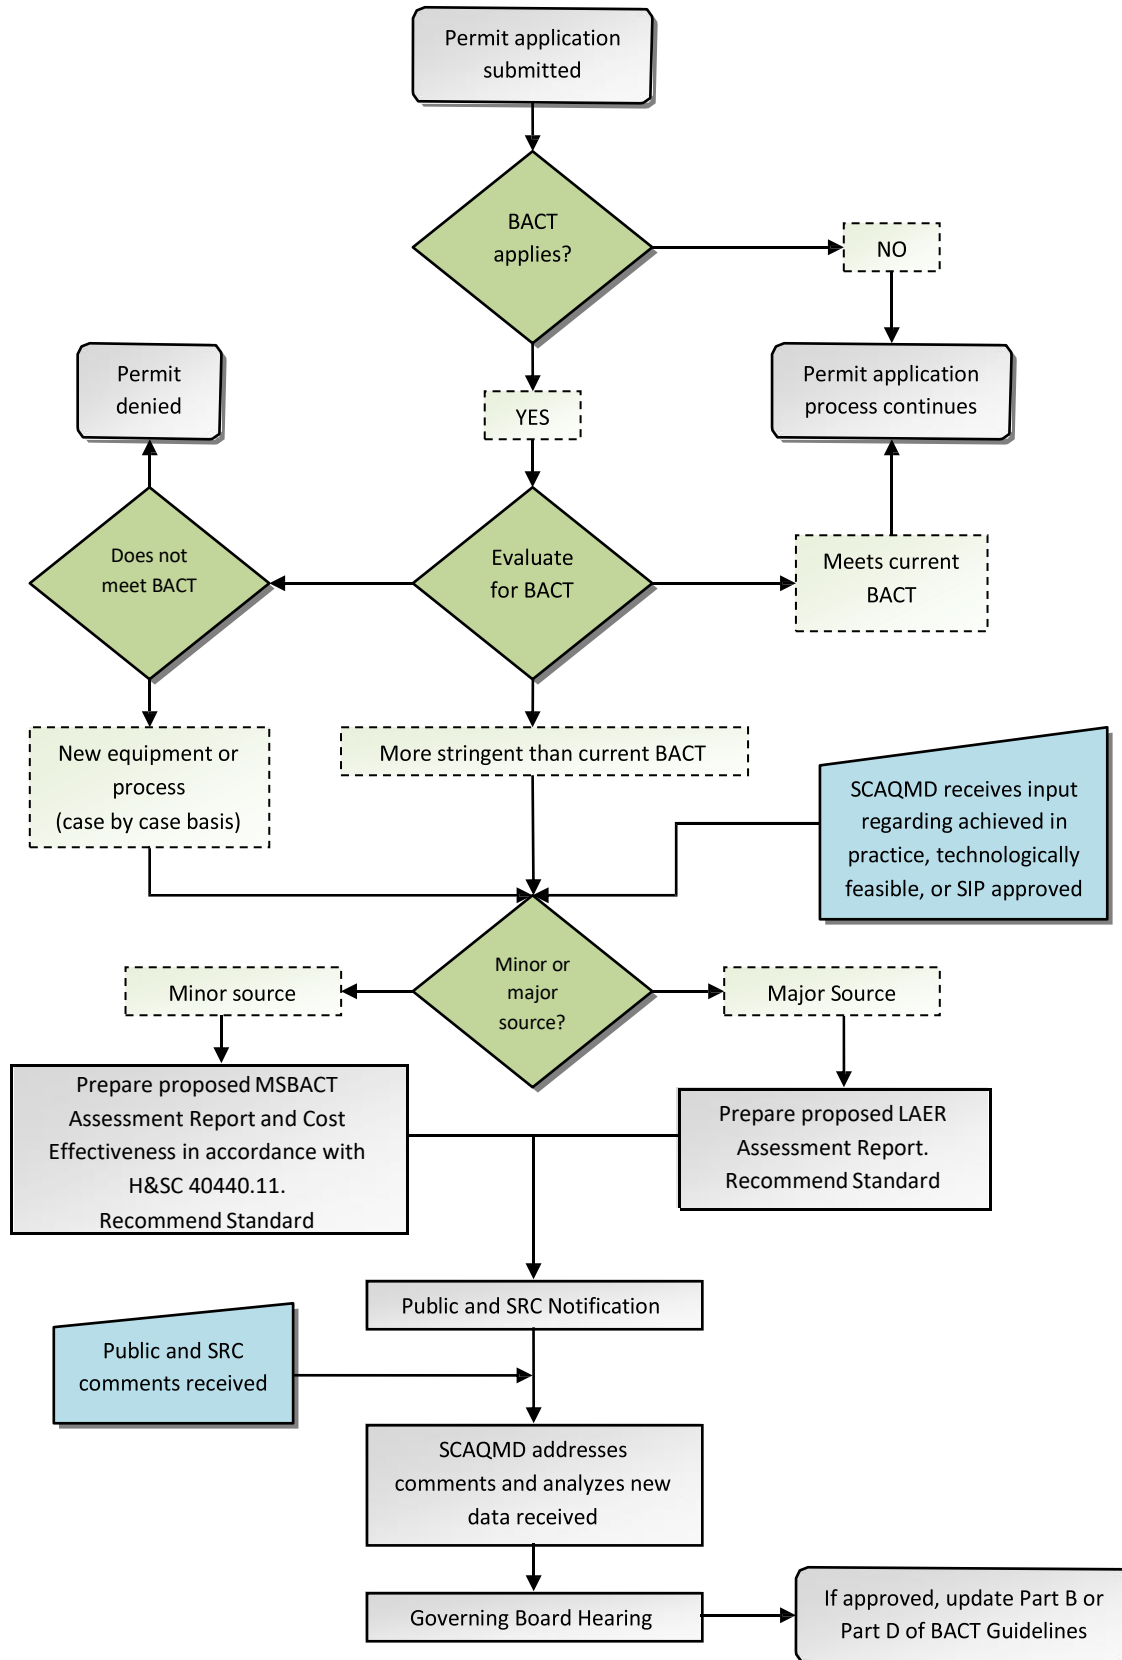 Permit application
submitted
BACT
applies?
NO
Permit
denied
YES
Permit application
process continues
Does not
meet BACT
Evaluate
for BACT
Meets current
BACT
New equipment or
process
(case by case basis)
More stringent than current BACT
SCAQMD receives input
regarding achieved in
practice, technologically
feasible, or SIP approved
Minor source
Minor or
major
source?
Major Source
Prepare proposed MSBACT
Assessment Report and Cost
Effectiveness in accordance with
H&SC 40440.11.
Recommend Standard
Prepare proposed LAER
Assessment Report.
Recommend Standard
Public and SRC Notification
Public and SRC
comments received
SCAQMD addresses
comments and analyzes new
data received
Governing Board Hearing
If approved, update Part B or
Part D of BACT Guidelines